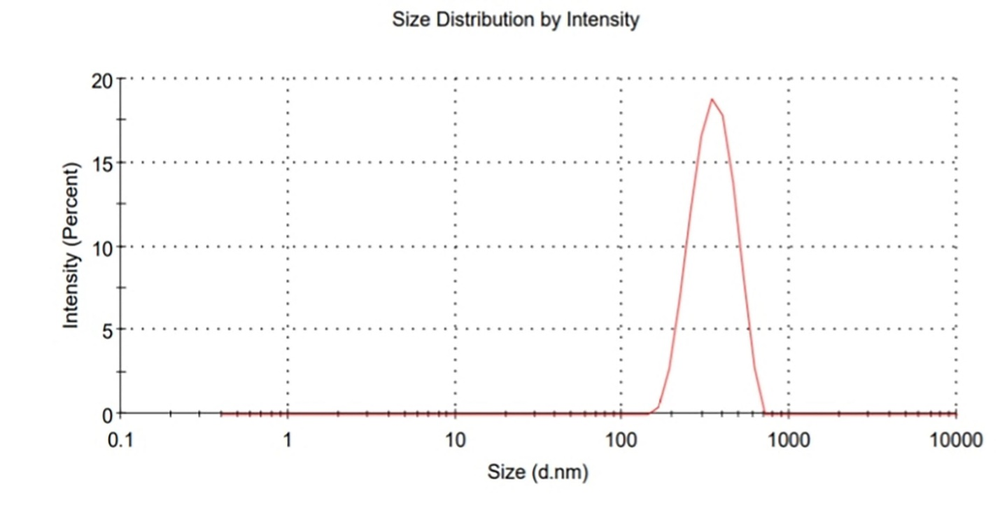 Size Distribution by Intensity
20
15
10
5
0
Intensity (Percent)
0.1 1 10 100 1000 10000
Size (d.nm)